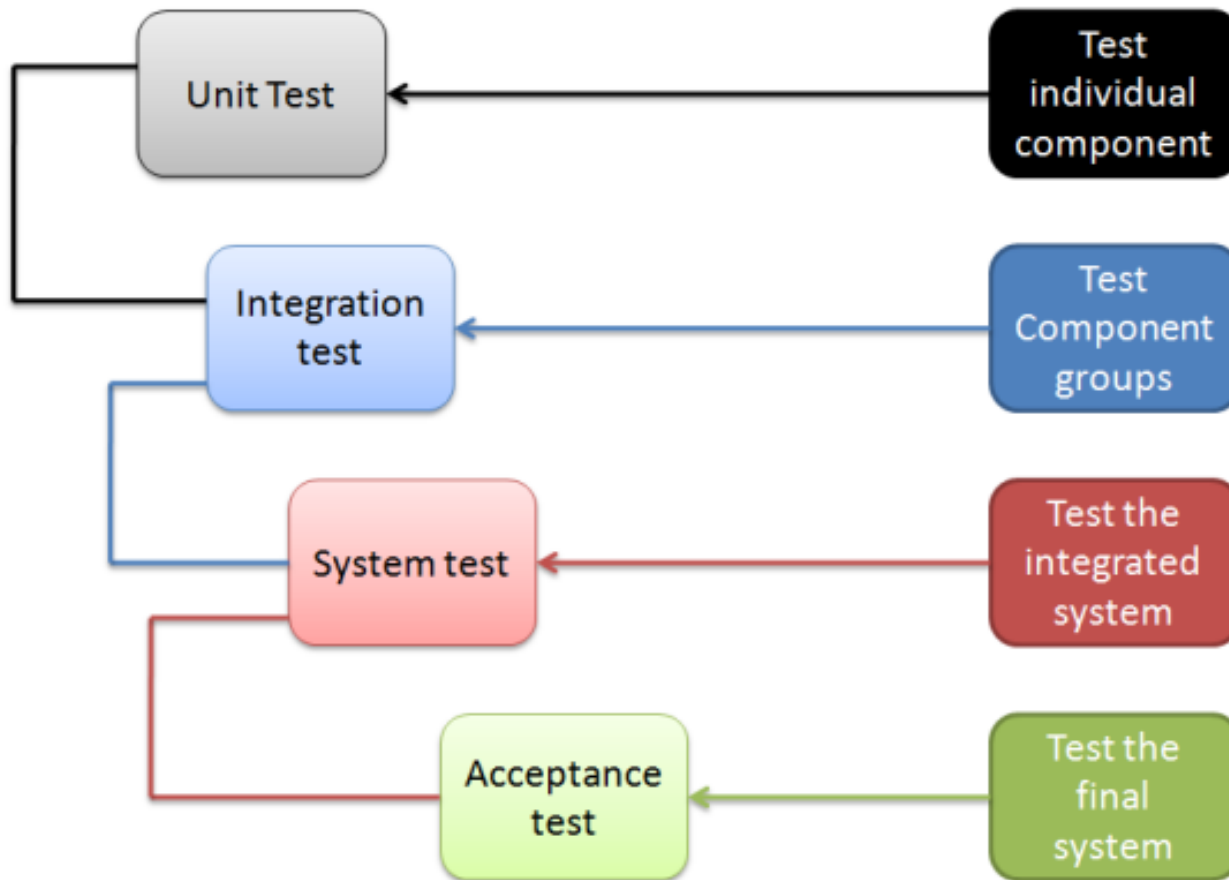 Unit Test
Test
individual
component
Integration
test
Test
Component
groups
System test
Test the
integrated
system
Acceptance
test
Test the
final
system